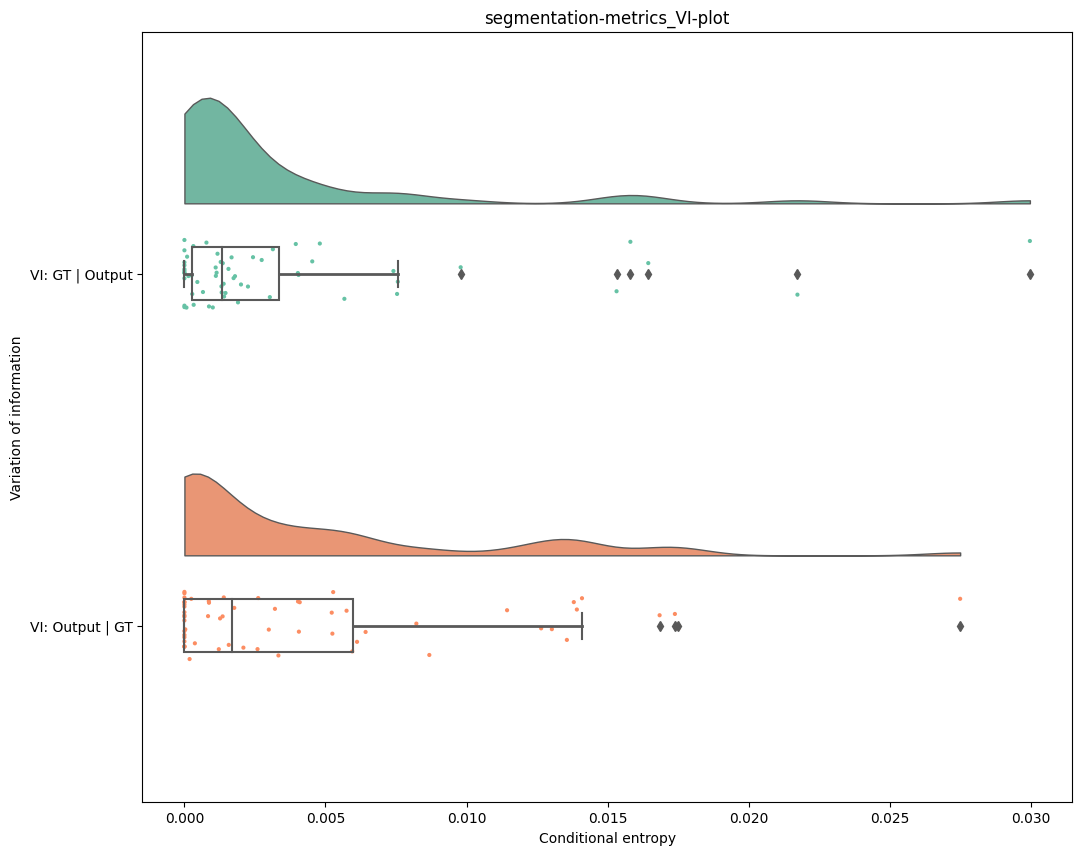 segmentation-metrics_VI-plot
Variation of information
VI: GT | Output
VI: Output | GT
0.000 0.005 0.010 0.015 0.020 0.025 0.030
Conditional entropy